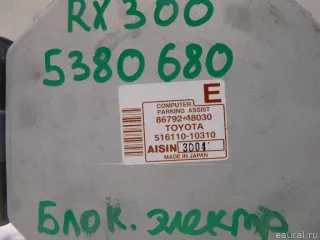 RX 300
5380 680
E
COMPUTER
PARKING ASSIST
86792-48030
TOYOTA
516110-10310
AISIN 3D04
MADE IN JAPAN
Блок. электр
eaural.ru